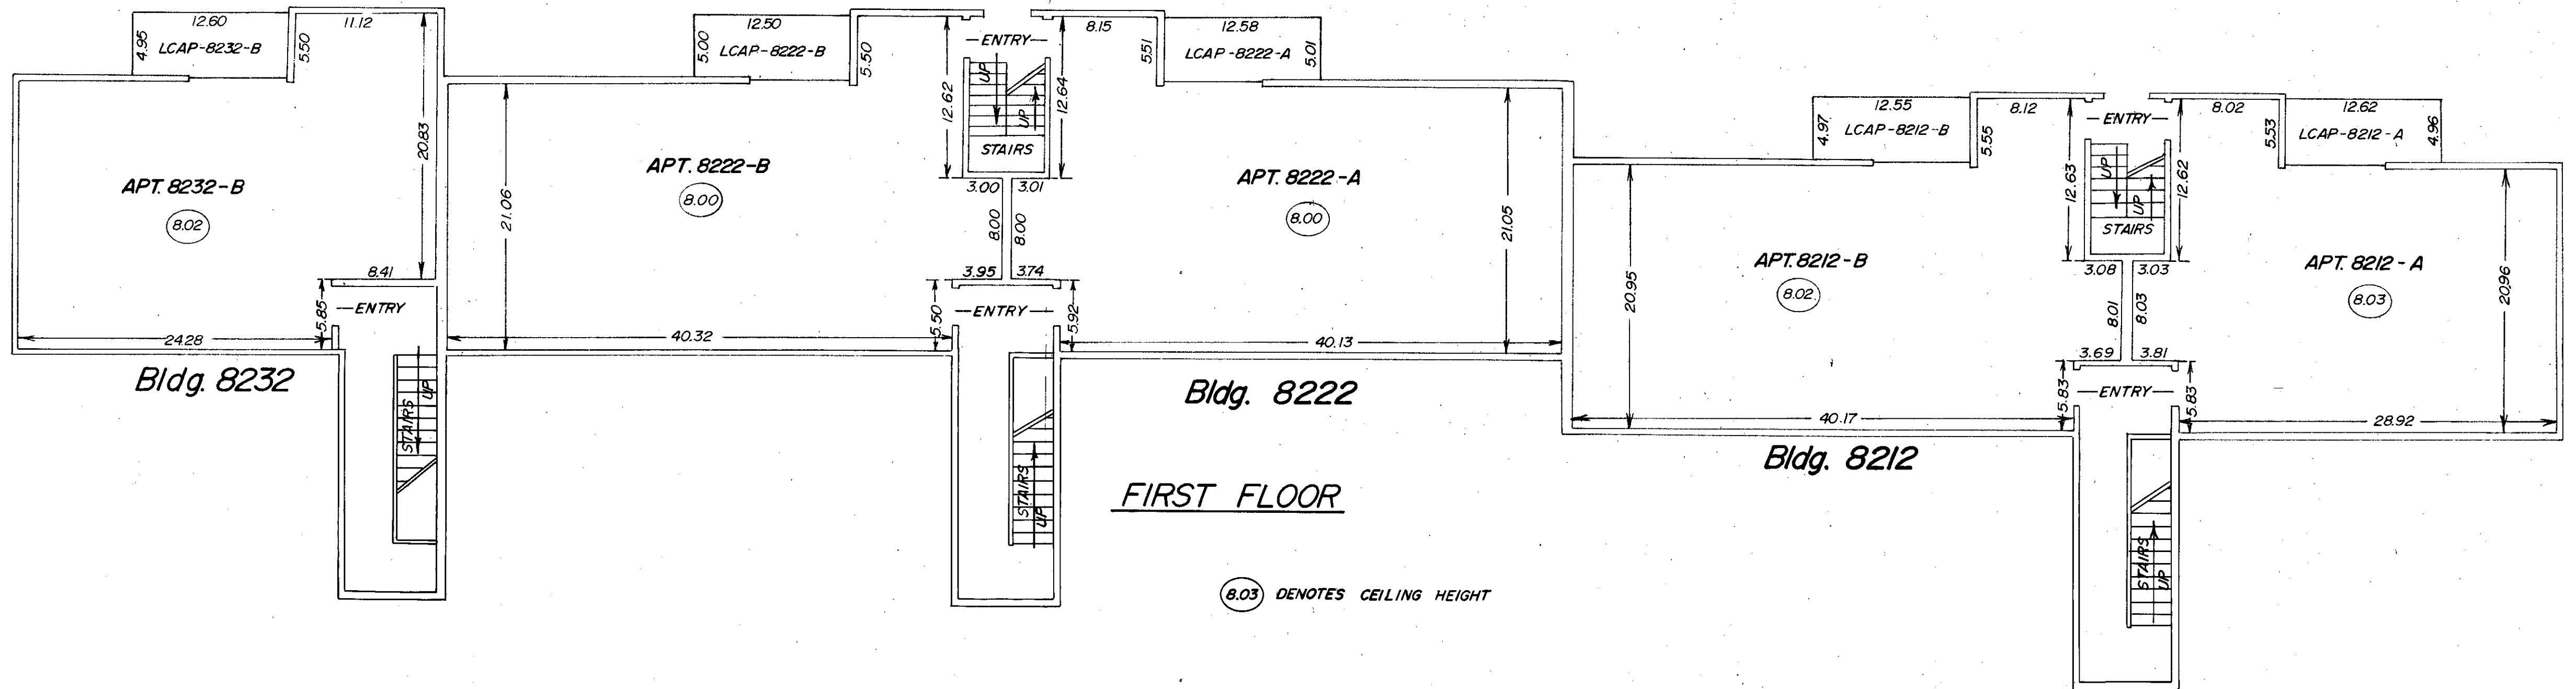 12.60
LCAP-8232-B
4.95
5.50
11.12
20.83
APT. 8232-B
8.02
8.41
5.85
ENTRY
24.28
STAIRS
UP
Bldg. 8232
12.50
LCAP-8222-B
5.00
5.50
12.62
ENTRY
UP
UP
STAIRS
12.64
8.15
5.51
12.58
LCAP-8222-A
5.01
21.06
APT. 8222-B
8.00
3.00
3.01
8.00
8.00
3.95
3.74
5.50
ENTRY
5.92
40.32
STAIRS
UP
APT. 8222-A
8.00
21.05
40.13
Bldg. 8222
12.55
LCAP-8212-B
4.97
5.55
8.12
12.63
ENTRY
UP
UP
STAIRS
12.62
8.02
5.53
12.62
LCAP-8212-A
4.96
20.95
APT. 8212-B
8.02
3.08
3.03
8.01
8.03
3.69
3.81
5.83
ENTRY
5.83
40.17
Bldg. 8212
STAIRS
UP
APT. 8212-A
8.03
20.96
28.92
FIRST FLOOR
8.03 DENOTES CEILING HEIGHT